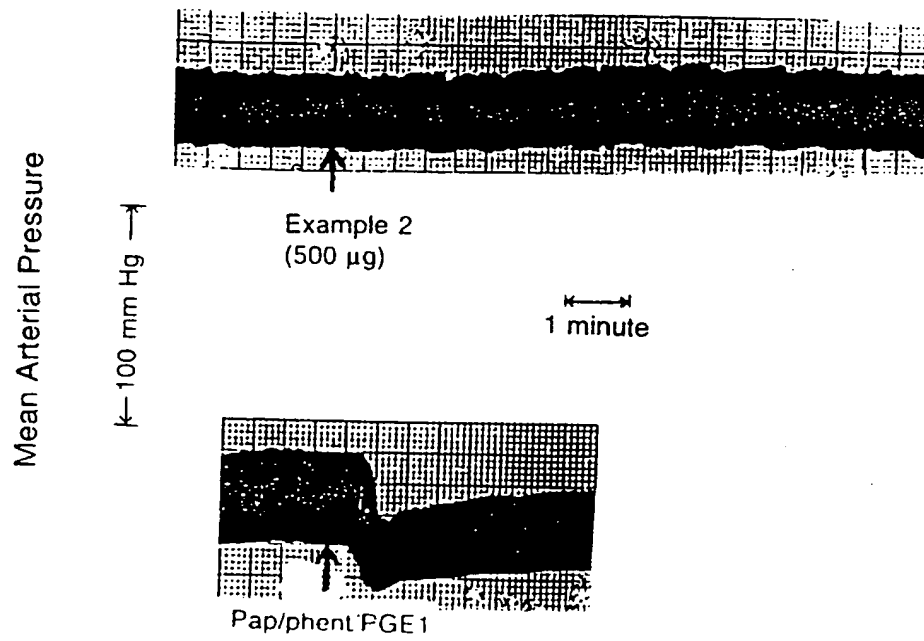 Mean Arterial Pressure
100 mm Hg
Example 2
(500 µg)
1 minute
Pap/phent PGE1